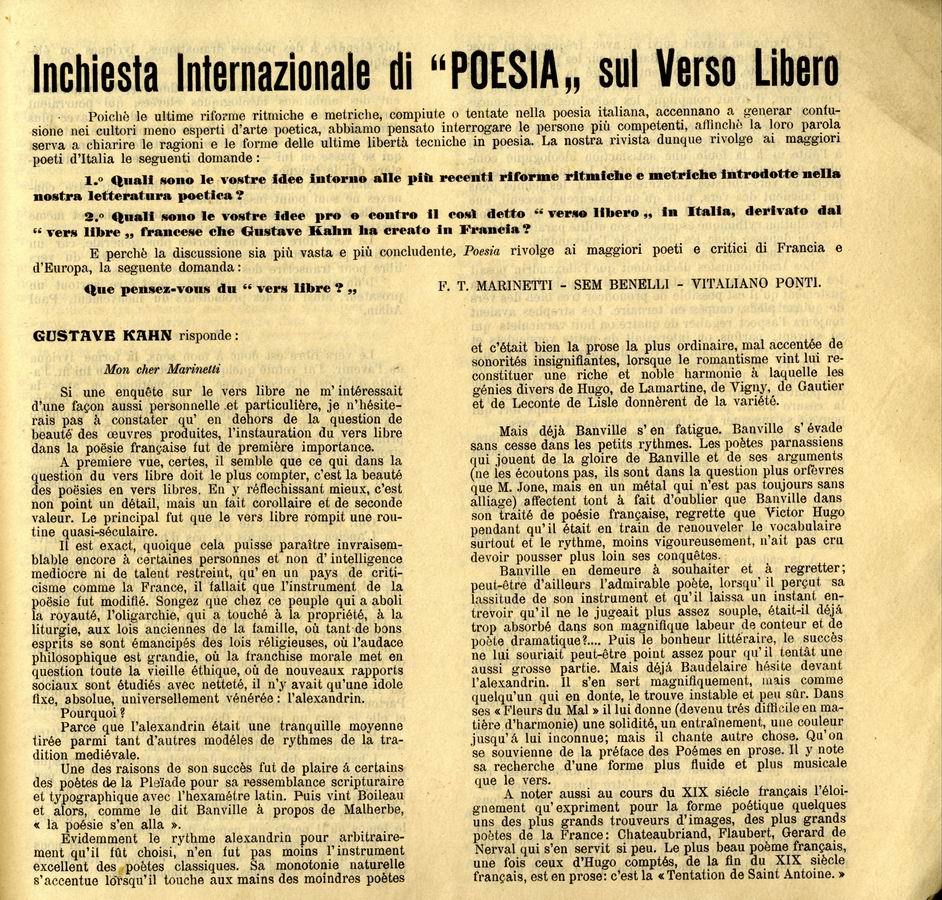 Inchiesta Internazionale di “POESIA„ sul Verso Libero
Poichè le ultime riforme ritmiche e metriche, compiute o tentate nella poesia italiana, accennano a generar confu-
sione nei cultori meno esperti d'arte poetica, abbiamo pensato interrogare le persone più competenti, affinchè la loro parola
serva a chiarire le ragioni e le forme delle ultime libertà tecniche in poesia. La nostra rivista dunque rivolge ai maggiori
poeti d'Italia le seguenti domande :
1.º Quali sono le vostre idee intorno alle più recenti riforme ritmiche e metriche introdotte nella
nostra letteratura poetica ?
2.º Quali sono le vostre idee pro o contro il così detto “ verso libero „ in Italia, derivato dal
“ vers libre „ francese che Gustave Kahn ha creato in Francia ?
E perchè la discussione sia più vasta e più concludente, Poesia rivolge ai maggiori poeti e critici di Francia e
d'Europa, la seguente domanda :
Que pensez-vous du “ vers libre ? „
F. T. MARINETTI - SEM BENELLI - VITALIANO PONTI.
GUSTAVE KAHN risponde :
Mon cher Marinetti
Si une enquête sur le vers libre ne m'intéressait
d'une façon aussi personnelle et particulière, je n'hésite-
rais pas à constater qu' en dehors de la question de
beauté des œuvres produites, l'instauration du vers libre
dans la poësie française fut de première importance.
A premiere vue, certes, il semble que ce qui dans la
question du vers libre doit le plus compter, c'est la beauté
des poësies en vers libres. En y réflechissant mieux, c'est
non point un détail, mais un fait corollaire et de seconde
valeur. Le principal fut que le vers libre rompit une rou-
tine quasi-séculaire.
Il est exact, quoique cela puisse paraître invraisem-
blable encore à certaines personnes et non d' intelligence
mediocre ni de talent restreint, qu' en un pays de criti-
cisme comme la France, il fallait que l'instrument de la
poësie fut modifié. Songez que chez ce peuple qui a aboli
la royauté, l'oligarchie, qui a touché à la propriété, à la
liturgie, aux lois anciennes de la famille, où tant de bons
esprits se sont émancipés des lois réligieuses, où l'audace
philosophique est grandie, où la franchise morale met en
question toute la vieille éthique, où de nouveaux rapports
sociaux sont étudiés avec netteté, il n'y avait qu'une idole
fixe, absolue, universellement vénérée : l'alexandrin.
Pourquoi ?
Parce que l'alexandrin était une tranquille moyenne
tirée parmi tant d'autres modéles de rythmes de la tra-
dition mediévale.
Une des raisons de son succès fut de plaire á certains
des poètes de la Pleïade pour sa ressemblance scripturaire
et typographique avec l'hexamétre latin. Puis vint Boileau
et alors, comme le dit Banville à propos de Malherbe,
« la poésie s'en alla ».
Evidemment le rythme alexandrin pour arbitraire-
ment qu'il fût choisi, n'en fut pas moins l'instrument
excellent des poètes classiques. Sa monotonie naturelle
s'accentue lorsqu'il touche aux mains des moindres poètes
et c'était bien la prose la plus ordinaire, mal accentée de
sonorités insignifiantes, lorsque le romantisme vint lui re-
constituer une riche et noble harmonie à laquelle les
génies divers de Hugo, de Lamartine, de Vigny, de Gautier
et de Leconte de Lisle donnèrent de la variété.
Mais déjà Banville s' en fatigue. Banville s' évade
sans cesse dans les petits rythmes. Les poètes parnassiens
qui jouent de la gloire de Banville et de ses arguments
(ne les écoutons pas, ils sont dans la question plus orfèvres
que M. Jone, mais en un métal qui n'est pas toujours sans
alliage) affectent tont à fait d'oublier que Banville dans
son traité de poésie française, regrette que Victor Hugo
pendant qu'il était en train de renouveler le vocabulaire
surtout et le rythme, moins vigoureusement, n'ait pas cru
devoir pousser plus loin ses conquêtes.
Banville en demeure à souhaiter et à regretter ;
peut-être d'ailleurs l'admirable poète, lorsqu' il perçut sa
lassitude de son instrument et qu'il laissa un instant en-
trevoir qu'il ne le jugeait plus assez souple, était-il déjá
trop absorbé dans son magnifique labeur de conteur et de
poète dramatique?.... Puis le bonheur littéraire, le succès
ne lui souriait peut-être point assez pour qu' il tentât une
aussi grosse partie. Mais déjá Baudelaire hésite devant
l'alexandrin. Il s'en sert magnifiquement, mais comme
quelqu'un qui en donte, le trouve instable et peu sûr. Dans
ses « Fleurs du Mal » il lui donne (devenu trés difficile en ma-
tière d'harmonie) une solidité, un entraînement, une couleur
jusqu'á lui inconnue; mais il chante autre chose. Qu'on
se souvienne de la préface des Poémes en prose. Il y note
sa recherche d'une forme plus fluide et plus musicale
que le vers.
A noter aussi au cours du XIX siécle français l'éloi-
gnement qu' expriment pour la forme poétique quelques
uns des plus grands trouveurs d'images, des plus grands
poètes de la France : Chateaubriand, Flaubert, Gerard de
Nerval qui s'en servit si peu. Le plus beau poème français,
une fois ceux d'Hugo comptés, de la fin du XIX siècle
français, est en prose: c'est la « Tentation de Saint Antoine. »